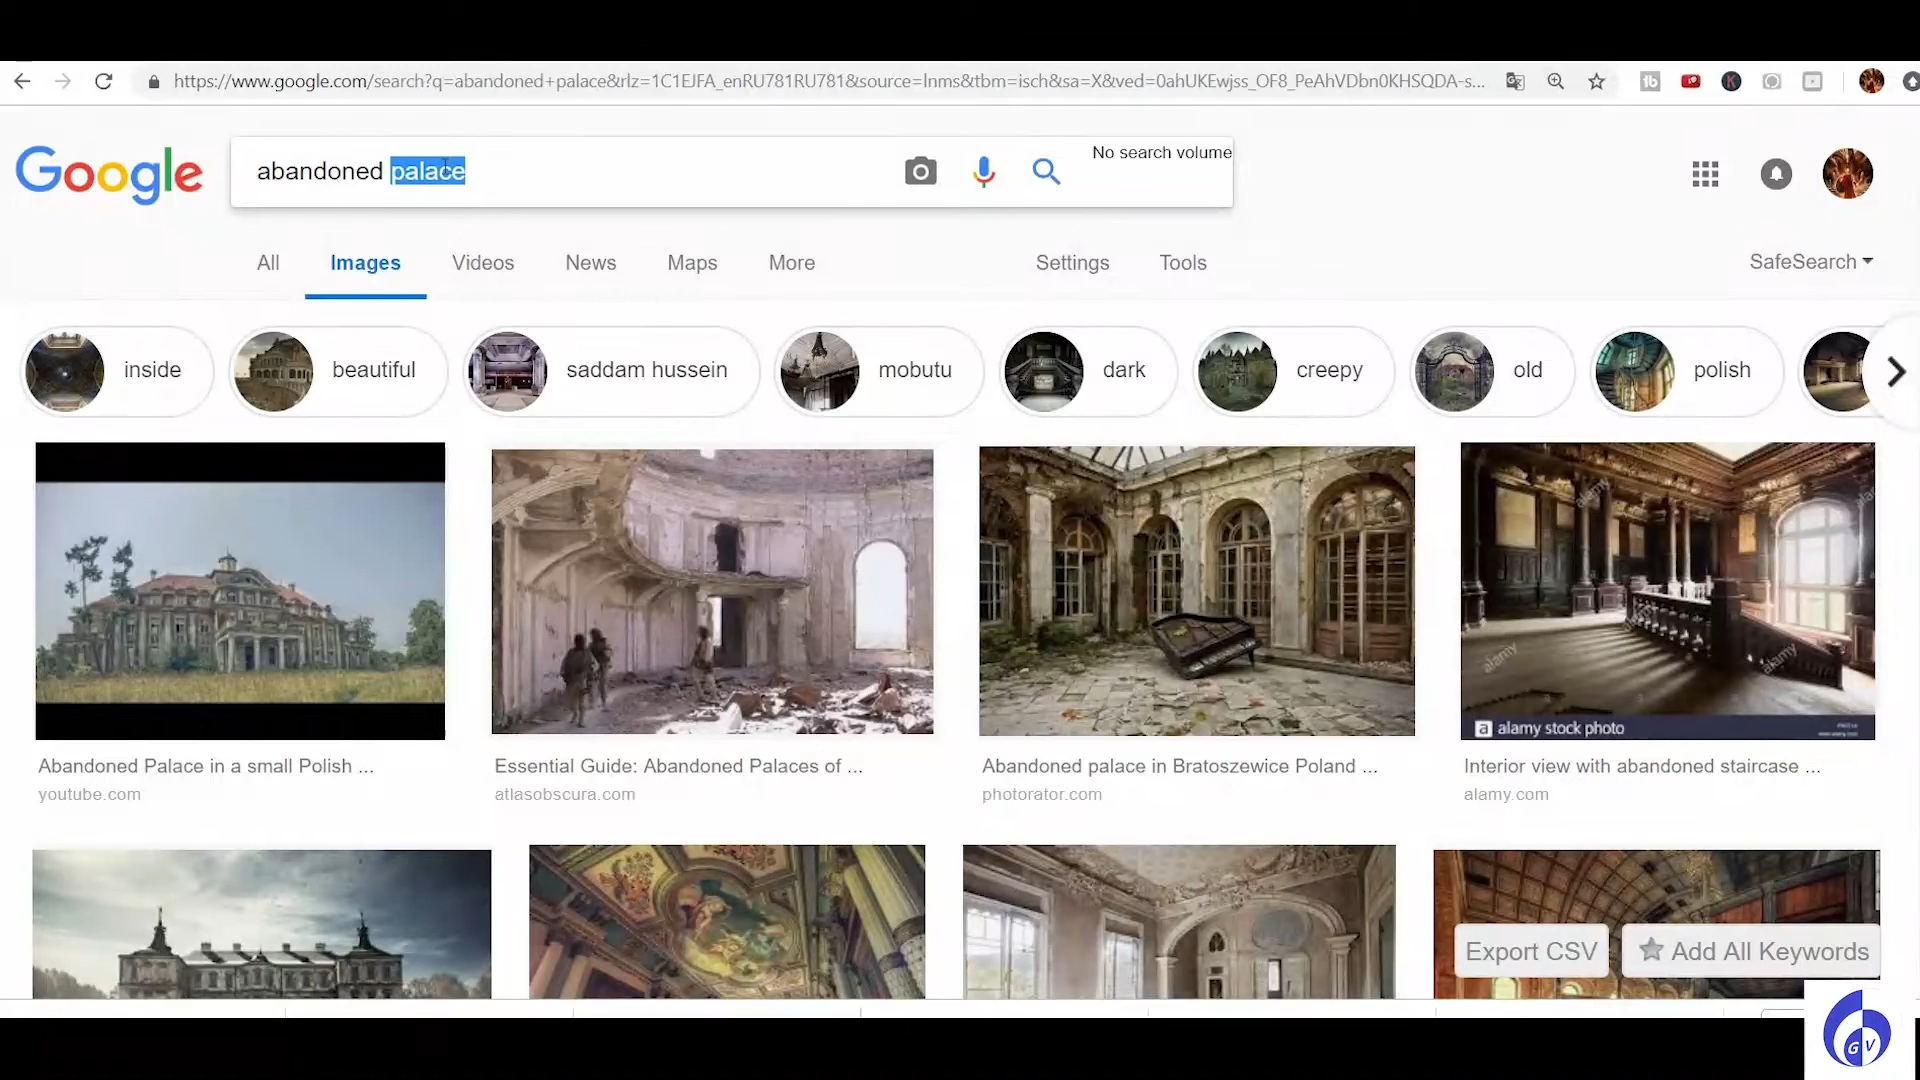 https://www.google.com/search?q=abandoned+palace&rlz=1C1EJFA_enRU781RU781&source=lnms&tbm=isch&sa=X&ved=0ahUKEwjss_OF8_PeAhVDbn0KHSQDA-s...
Google
abandoned palace
No search volume
All
Images
Videos
News
Maps
More
Settings
Tools
SafeSearch
inside
beautiful
saddam hussein
mobutu
dark
creepy
old
polish
alamy
alamy
a alamy stock photo
Abandoned Palace in a small Polish ...
youtube.com
Essential Guide: Abandoned Palaces of ...
atlasobscura.com
Abandoned palace in Bratoszewice Poland ...
photorator.com
Interior view with abandoned staircase ...
alamy.com
Export CSV
Add All Keywords
G V